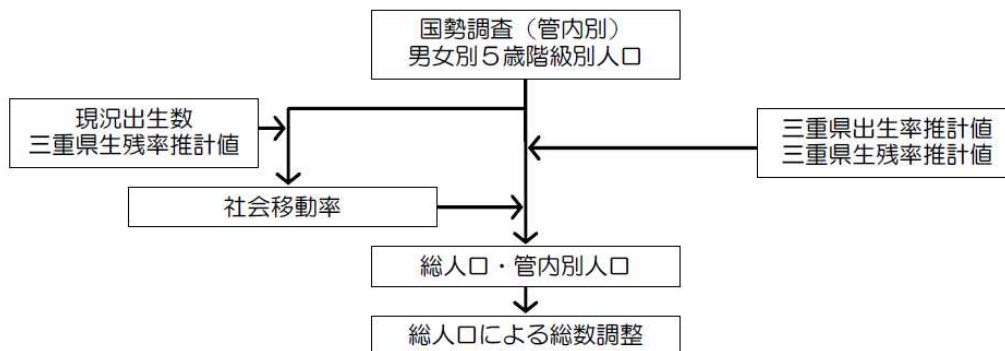 国勢調査（管内別）
男女別５歳階級別人口
現況出生数
三重県生残率推計値
三重県出生率推計値
三重県生残率推計値
社会移動率
総人口・管内別人口
総人口による総数調整